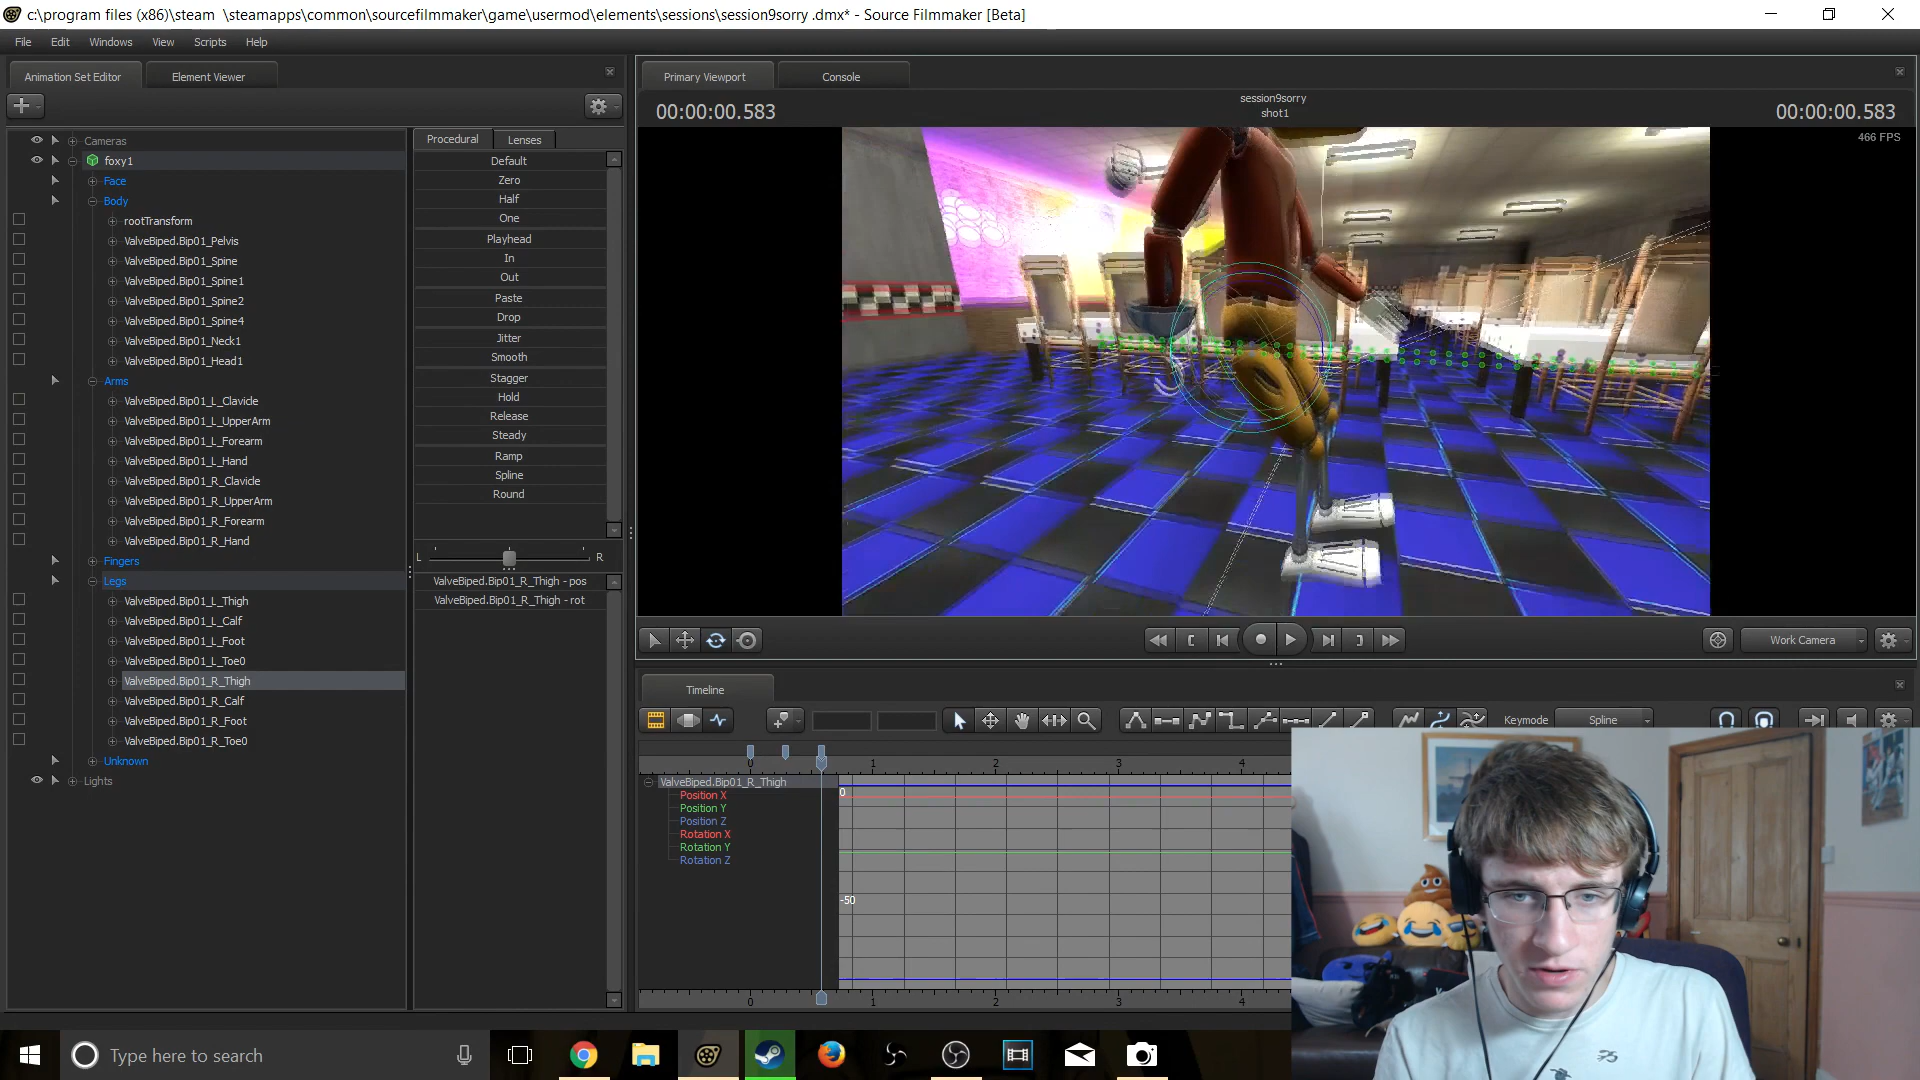 c:\program files (x86)\steam \steamapps\common\sourcefilmmaker\game\usermod\elements\sessions\session9sorry .dmx* - Source Filmmaker [Beta]
File Edit Windows View Scripts Help
Animation Set Editor
Element Viewer
Cameras
foxy1
Face
Body
rootTransform
ValveBiped.Bip01_Pelvis
ValveBiped.Bip01_Spine
ValveBiped.Bip01_Spine1
ValveBiped.Bip01_Spine2
ValveBiped.Bip01_Spine4
ValveBiped.Bip01_Neck1
ValveBiped.Bip01_Head1
Arms
ValveBiped.Bip01_L_Clavicle
ValveBiped.Bip01_L_UpperArm
ValveBiped.Bip01_L_Forearm
ValveBiped.Bip01_L_Hand
ValveBiped.Bip01_R_Clavicle
ValveBiped.Bip01_R_UpperArm
ValveBiped.Bip01_R_Forearm
ValveBiped.Bip01_R_Hand
Fingers
Legs
ValveBiped.Bip01_L_Thigh
ValveBiped.Bip01_L_Calf
ValveBiped.Bip01_L_Foot
ValveBiped.Bip01_L_Toe0
ValveBiped.Bip01_R_Thigh
ValveBiped.Bip01_R_Calf
ValveBiped.Bip01_R_Foot
ValveBiped.Bip01_R_Toe0
Unknown
Lights
Procedural
Lenses
Default
Zero
Half
One
Playhead
In
Out
Paste
Drop
Jitter
Smooth
Stagger
Hold
Release
Steady
Ramp
Spline
Round
L R
ValveBiped.Bip01_R_Thigh - pos
ValveBiped.Bip01_R_Thigh - rot
Primary Viewport
Console
00:00:00.583
session9sorry
shot1
00:00:00.583
466 FPS
Work Camera
Timeline
Keymode
Spline
0 1 2 3 4
ValveBiped.Bip01_R_Thigh
Position X
Position Y
Position Z
Rotation X
Rotation Y
Rotation Z
0
-50
0 1 2 3 4
Type here to search